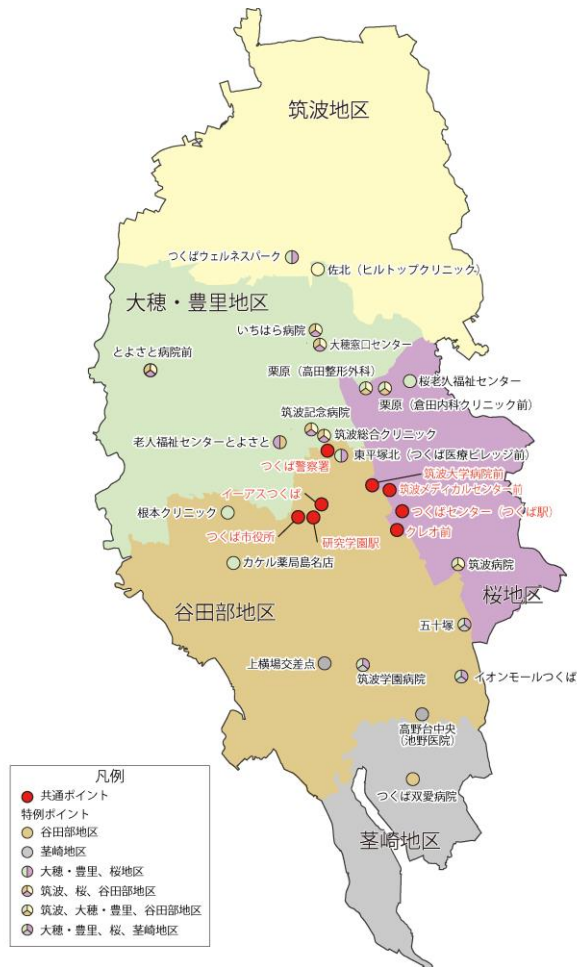 筑波地区
つくばウェルネスパーク
佐北（ヒルトップクリニック）
大穂・豊里地区
いちはら病院
大穂窓口センター
とよさと病院前
栗原（高田整形外科）
桜老人福祉センター
栗原（倉田内科クリニック前）
筑波記念病院
筑波総合クリニック
老人福祉センターとよさと
東平塚北（つくば医療ビレッジ前）
つくば警察署
筑波大学病院前
筑波メディカルセンター前
イーアスつくば
つくばセンター（つくば駅）
根本クリニック
クレオ前
つくば市役所
研究学園駅
カケル薬局島名店
筑波病院
桜地区
谷田部地区
五十塚
上横場交差点
筑波学園病院
イオンモールつくば
高野台中央
（池野医院）
つくば双愛病院
茎崎地区
凡例
共通ポイント
特例ポイント
谷田部地区
茎崎地区
大穂・豊里、桜地区
筑波、桜、谷田部地区
筑波、大穂・豊里、谷田部地区
大穂・豊里、桜、茎崎地区